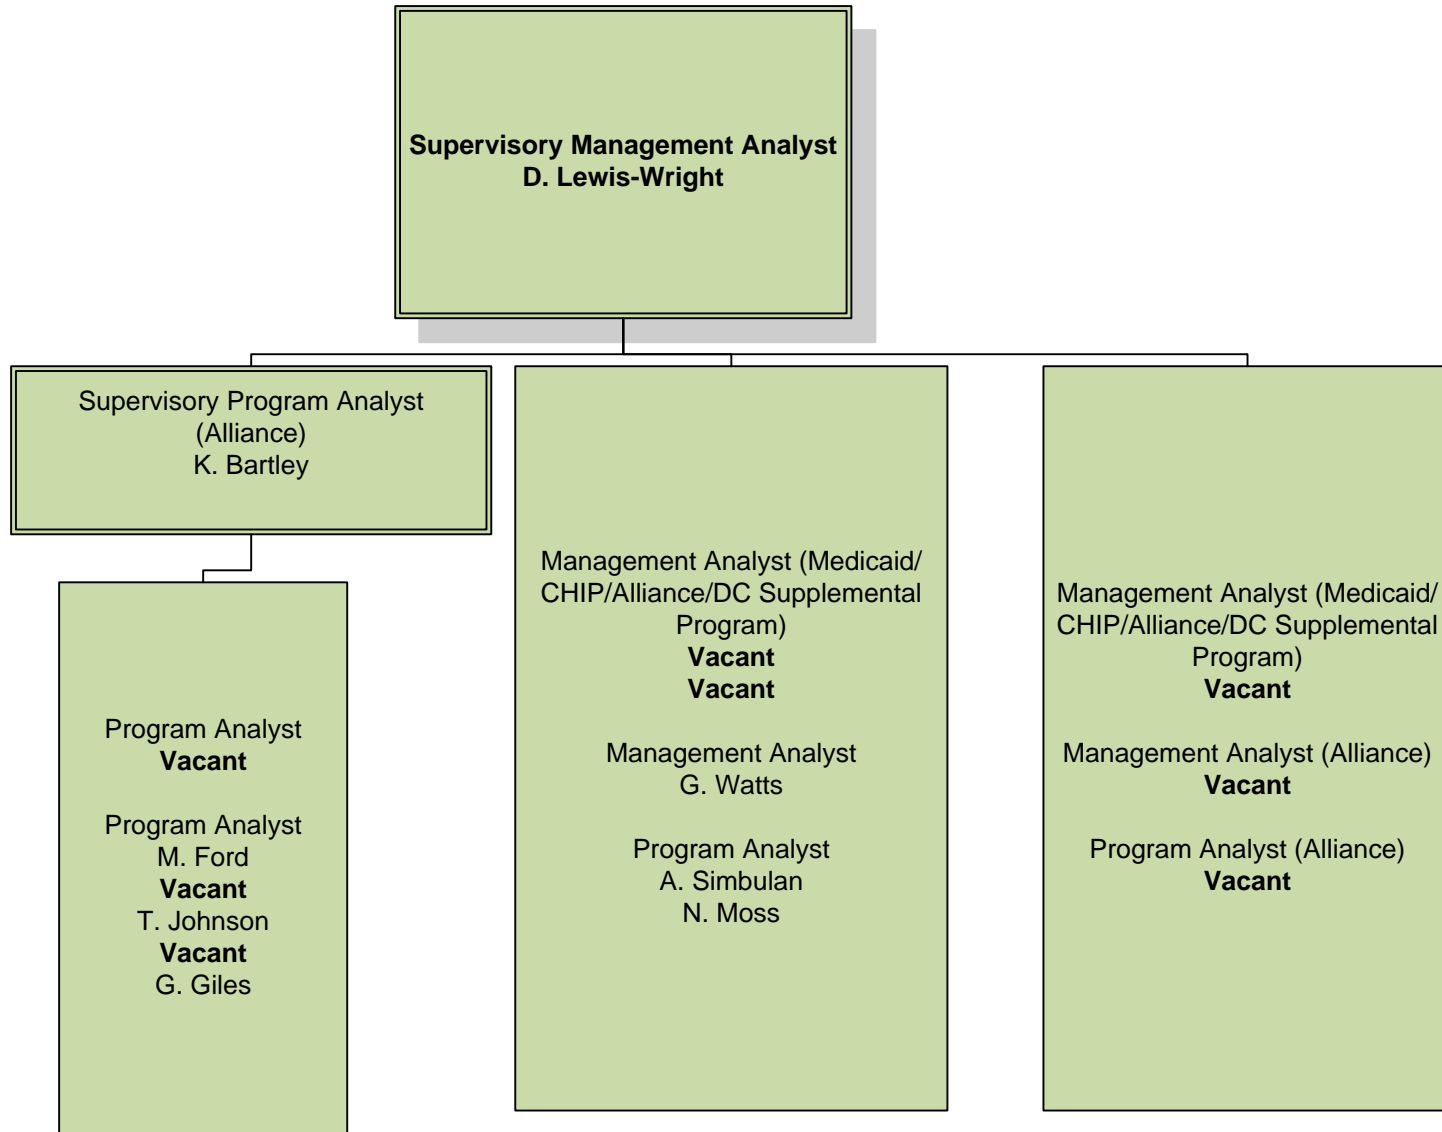 Supervisory Management Analyst
D. Lewis-Wright
Supervisory Program Analyst
(Alliance)
K. Bartley
Program Analyst
Vacant
Program Analyst
M. Ford
Vacant
T. Johnson
Vacant
G. Giles
Management Analyst (Medicaid/
CHIP/Alliance/DC Supplemental
Program)
Vacant
Vacant
Management Analyst
G. Watts
Program Analyst
A. Simbulan
N. Moss
Management Analyst (Medicaid/
CHIP/Alliance/DC Supplemental
Program)
Vacant
Management Analyst (Alliance)
Vacant
Program Analyst (Alliance)
Vacant